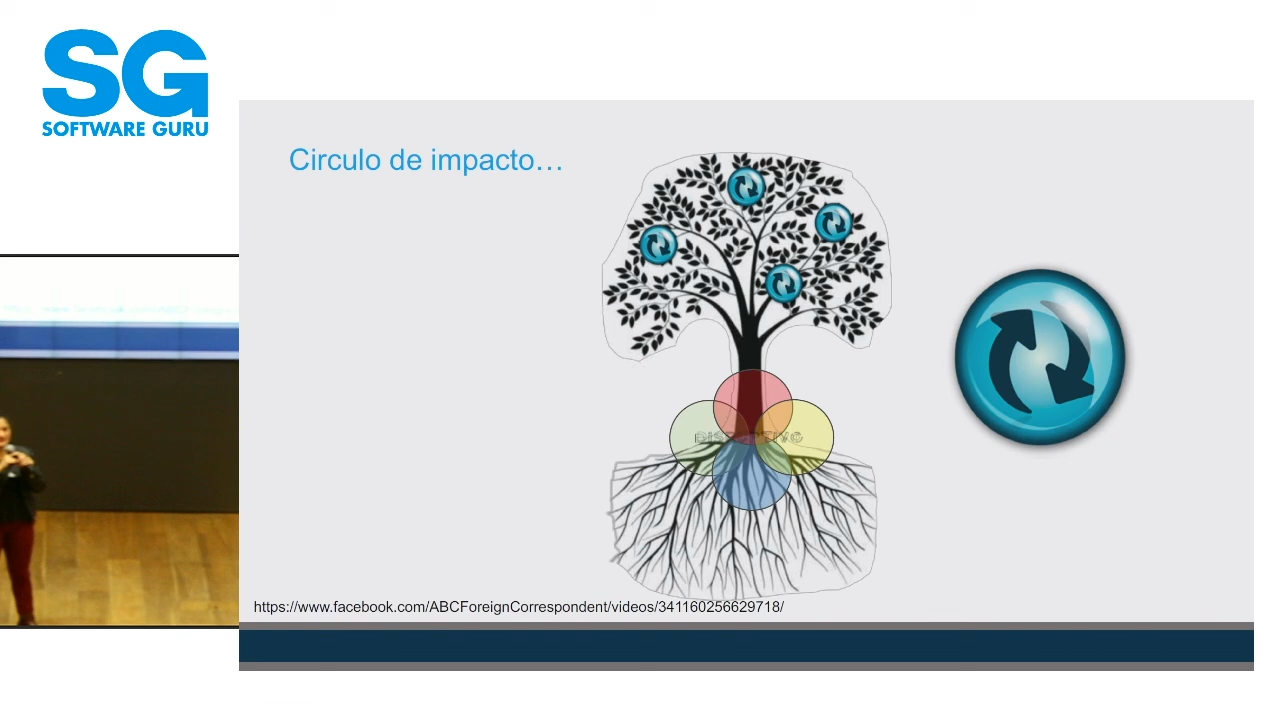 SG
SOFTWARE GURU
Circulo de impacto…
https://www.facebook.com/ABCForeignCorrespondent/videos/341160256629718/